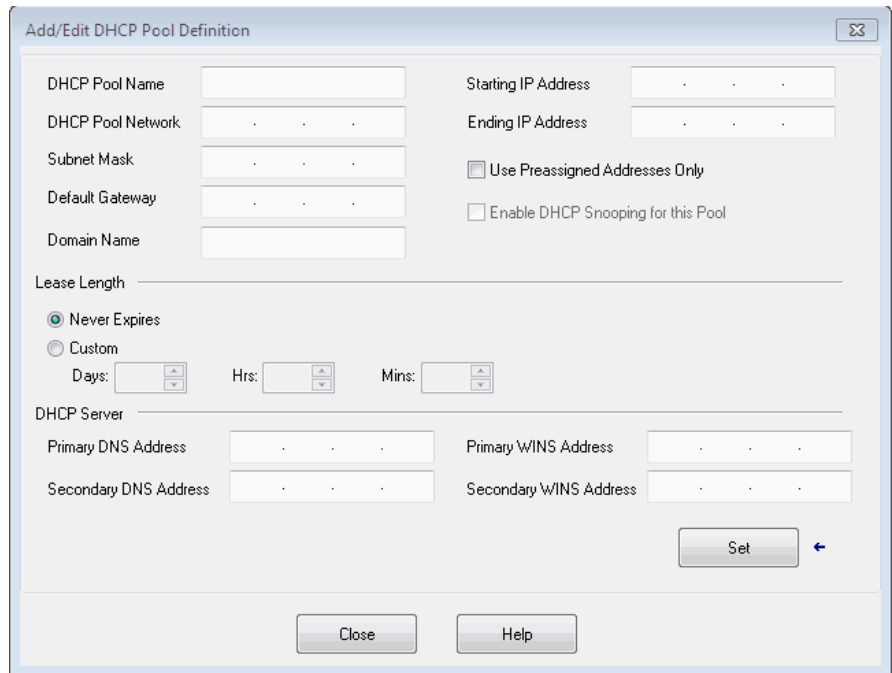 Add/Edit DHCP Pool Definition
DHCP Pool Name
Starting IP Address
DHCP Pool Network
Ending IP Address
Subnet Mask
Use Preassigned Addresses Only
Default Gateway
Enable DHCP Snooping for this Pool
Domain Name
Lease Length
Never Expires
Custom
Days: Hrs: Mins:
DHCP Server
Primary DNS Address
Primary WINS Address
Secondary DNS Address
Secondary WINS Address
Set
Close
Help